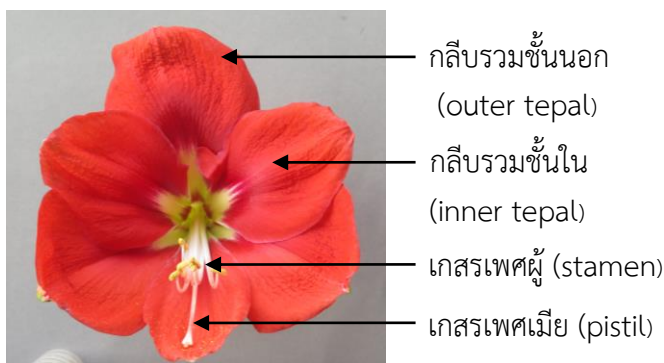 กลีบรวมชั้นนอก
(outer tepal)
กลีบรวมชั้นใน
(inner tepal)
เกสรเพศผู้ (stamen)
เกสรเพศเมีย (pistil)